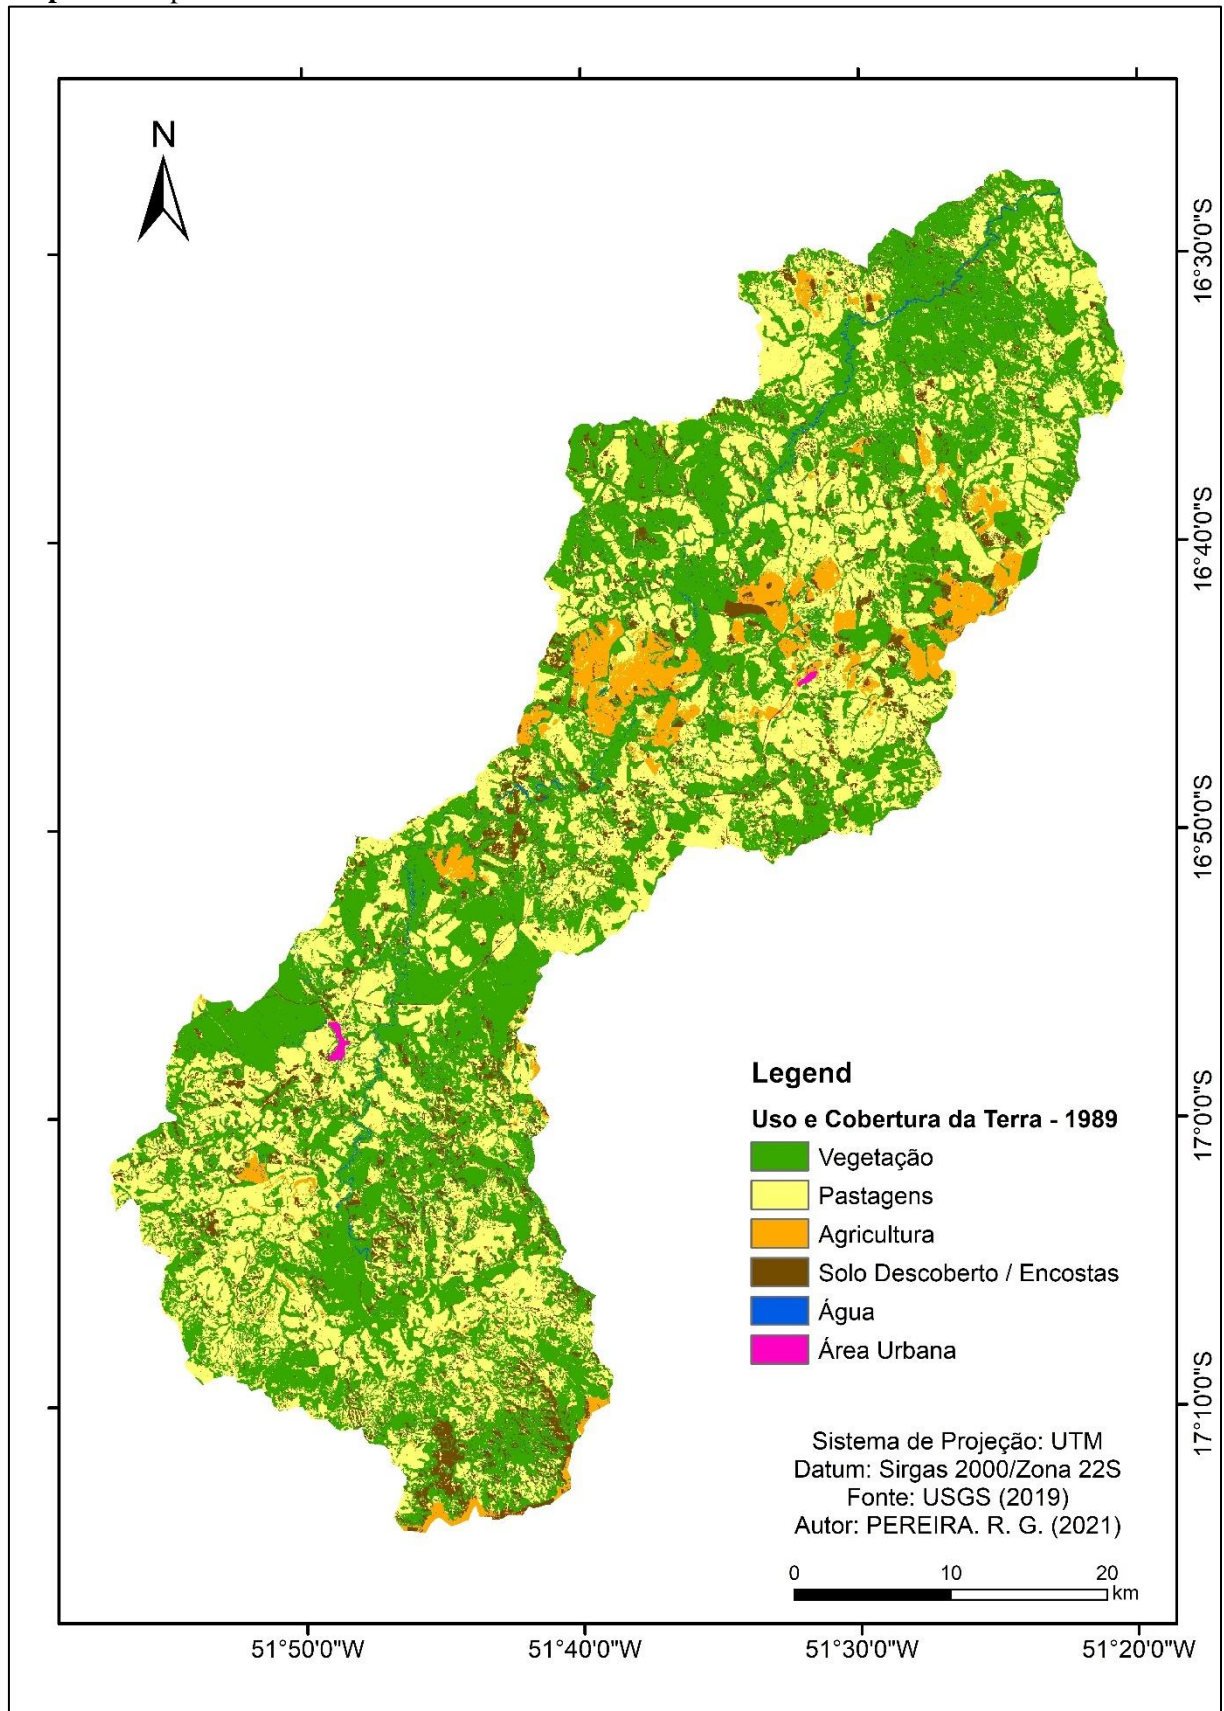 N
16°30'0"S
16°40'0"S
16°50'0"S
17°0'0"S
17°10'0"S
Legend
Uso e Cobertura da Terra - 1989
Vegetação
Pastagens
Agricultura
Solo Descoberto / Encostas
Água
Área Urbana
Sistema de Projeção: UTM
Datum: Sirgas 2000/Zona 22S
Fonte: USGS (2019)
Autor: PEREIRA. R. G. (2021)
0 10 20
km
51°50'0"W 51°40'0"W 51°30'0"W 51°20'0"W